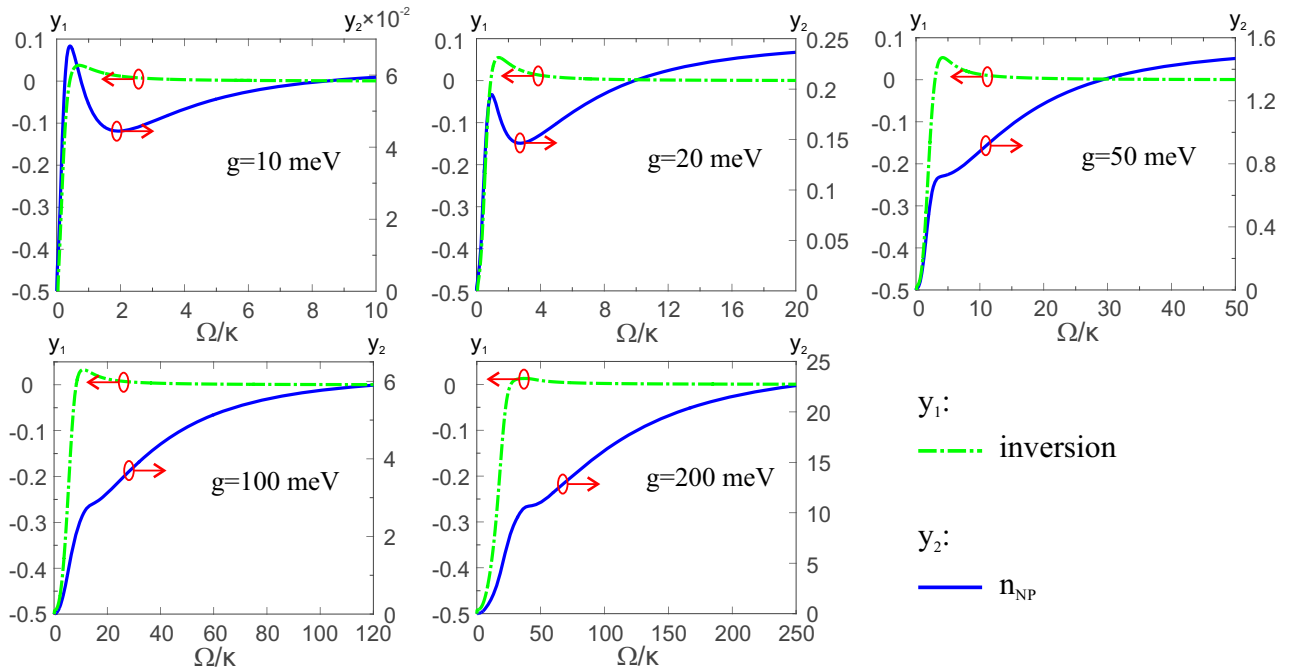 y₁ y₂×10⁻²
0.1
0
-0.1
-0.2
-0.3
-0.4
-0.5
8
6
4
2
0
g=10 meV
0 2 4 6 8 10
Ω/κ
y₁ y₂
0.1
0
-0.1
-0.2
-0.3
-0.4
-0.5
0.25
0.2
0.15
0.1
0.05
0
g=20 meV
0 4 8 12 16 20
Ω/κ
y₁ y₂
0.1
0
-0.1
-0.2
-0.3
-0.4
-0.5
1.6
1.2
0.8
0.4
0
g=50 meV
0 10 20 30 40 50
Ω/κ
y₁ y₂
0
-0.1
-0.2
-0.3
-0.4
-0.5
6
4
2
0
g=100 meV
0 20 40 60 80 100 120
Ω/κ
y₁ y₂
0
-0.1
-0.2
-0.3
-0.4
-0.5
25
20
15
10
5
0
g=200 meV
0 50 100 150 200 250
Ω/κ
y₁:
inversion
y₂:
n_NP